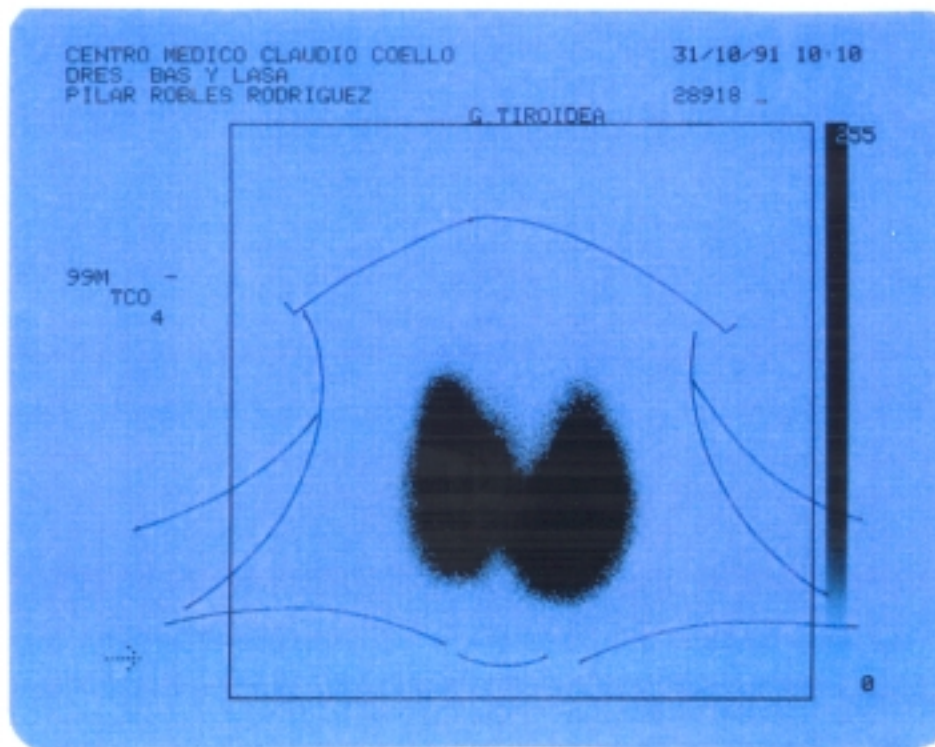 CENTRO MEDICO CLAUDIO COELLO
DRES. BAS Y LASA
PILAR ROBLES RODRIGUEZ
31/10/91 10:10
28918
G.TIROIDEA
255
99M -
TCO
4
0